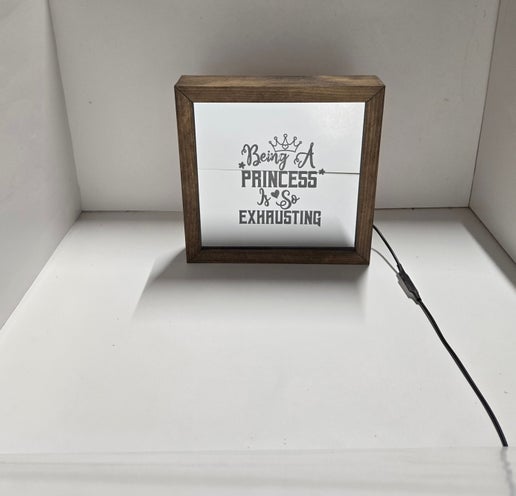 Being A
PRINCESS
Is So
EXHAUSTING